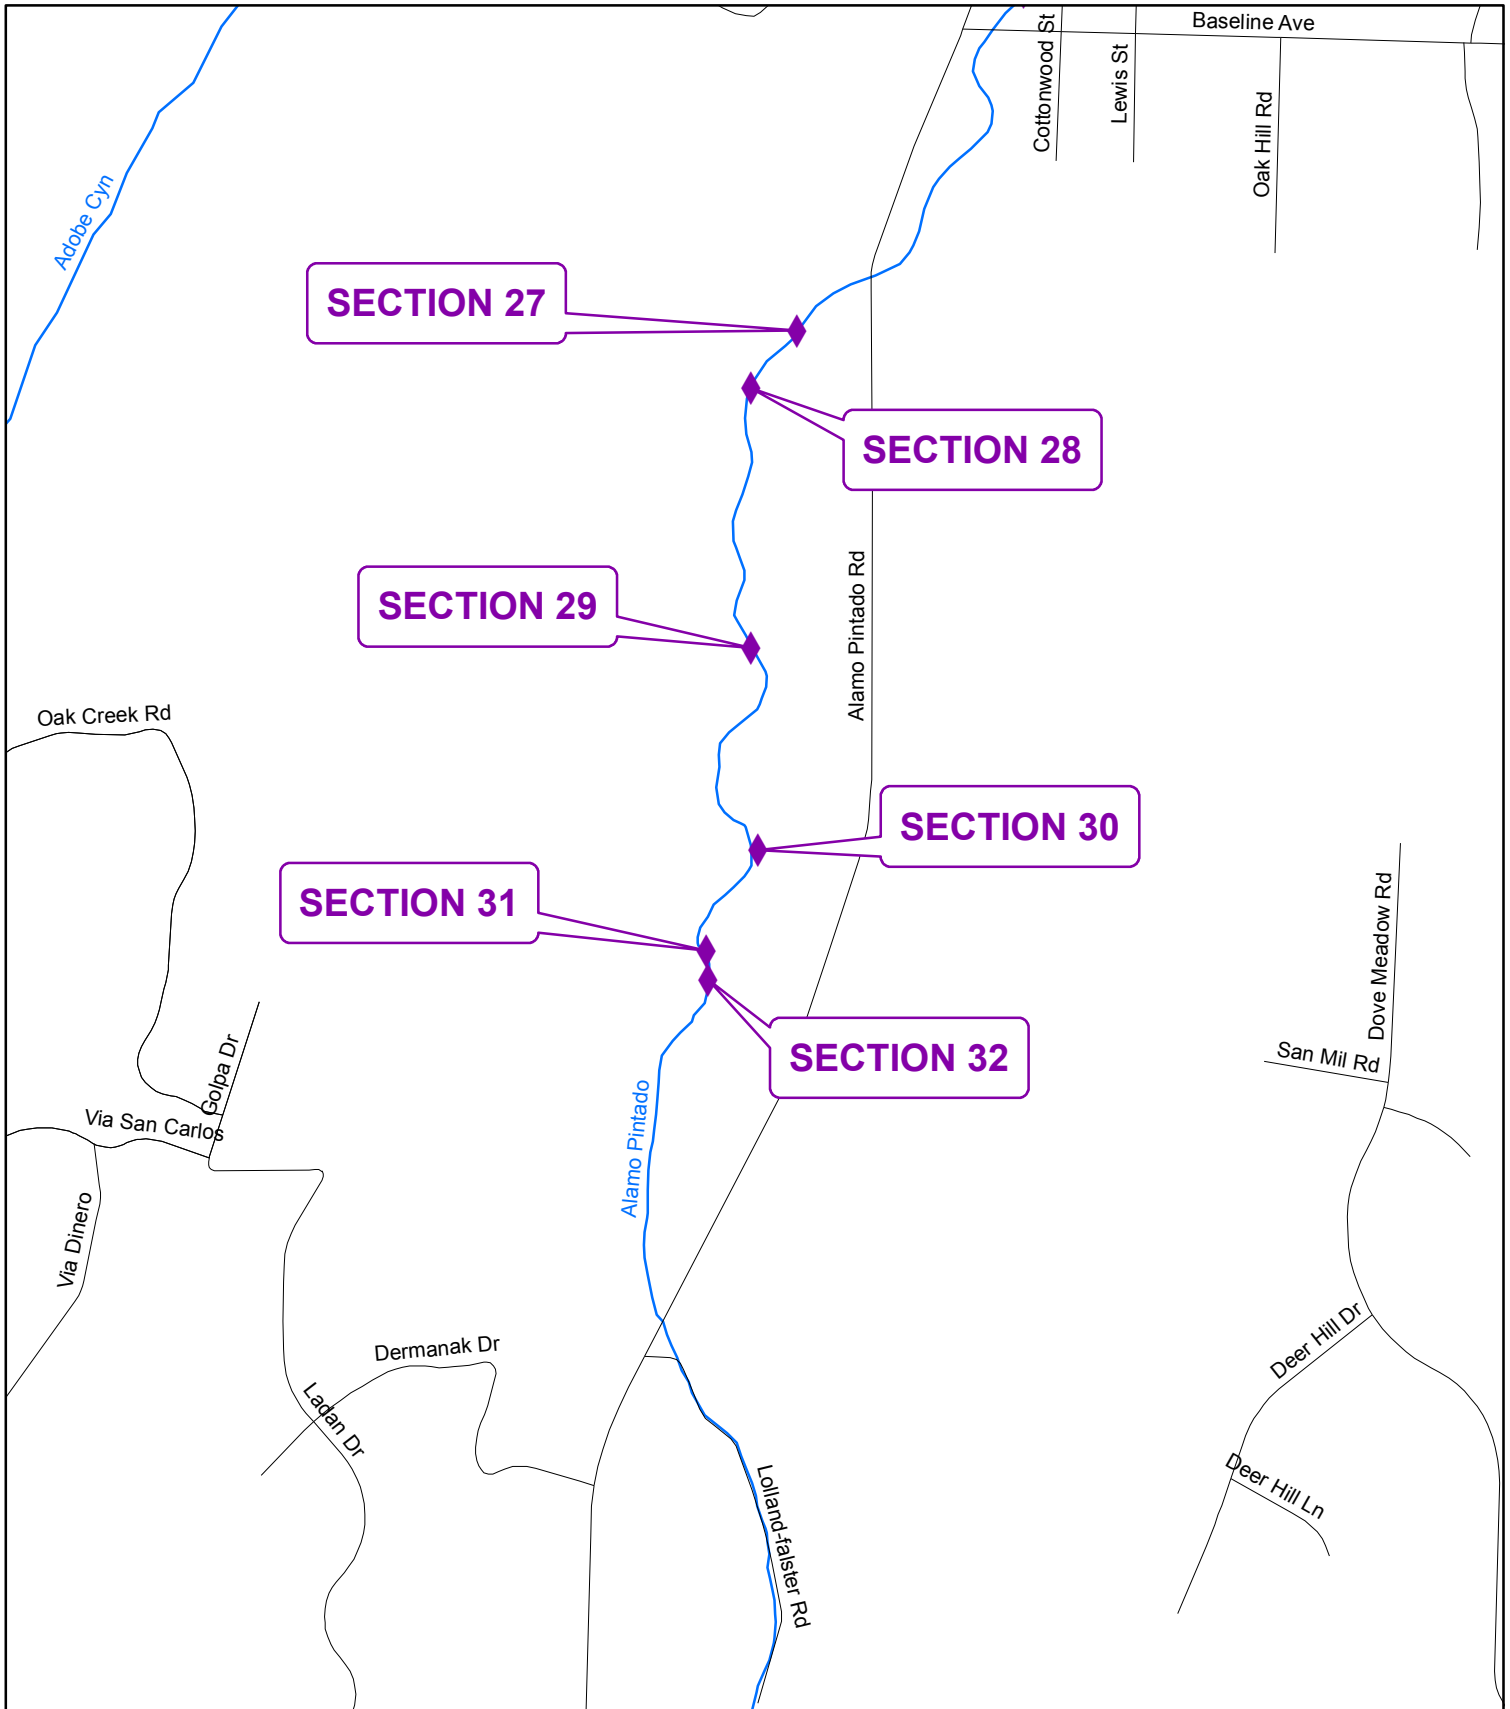 Baseline Ave
Cottonwood St
Lewis St
Oak Hill Rd
Adobe Cyn
SECTION 27
SECTION 28
SECTION 29
Alamo Pintado Rd
Oak Creek Rd
SECTION 30
SECTION 31
Dove Meadow Rd
SECTION 32
San Mil Rd
Golpa Dr
Via San Carlos
Alamo Pintado
Via Dinero
Deer Hill Dr
Dermanak Dr
Ladan Dr
Deer Hill Ln
Lolland-falster Rd